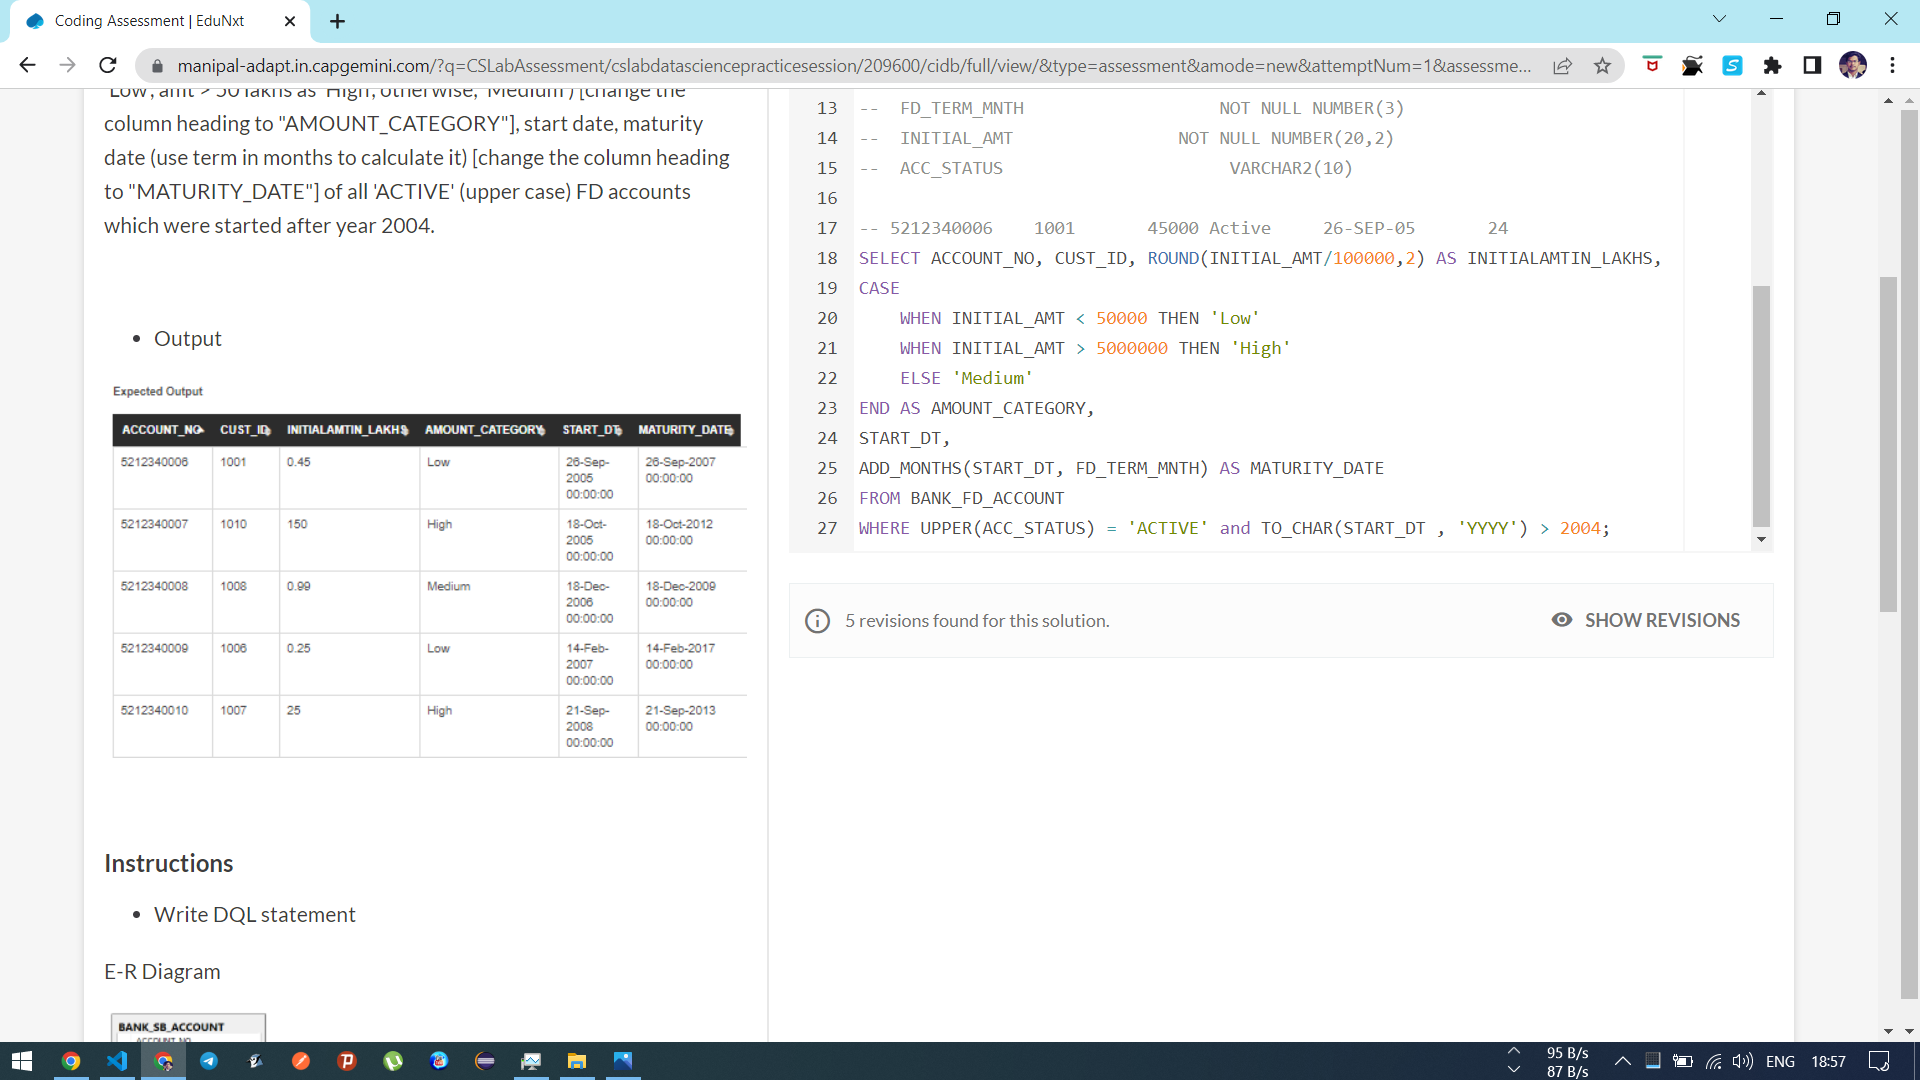 Coding Assessment | EduNxt
manipal-adapt.in.capgemini.com/?q=CSLabAssessment/cslabdatasciencepracticesession/209600/cidb/full/view/&type=assessment&amode=new&attemptNum=1&assessme...
'Low', amt > 50 lakhs as 'High', otherwise, 'Medium') [change the
column heading to "AMOUNT_CATEGORY"], start date, maturity
date (use term in months to calculate it) [change the column heading
to "MATURITY_DATE"] of all 'ACTIVE' (upper case) FD accounts
which were started after year 2004.
• Output
Expected Output
ACCOUNT_NO CUST_ID INITIALAMTIN_LAKHS AMOUNT_CATEGORY START_DT MATURITY_DATE
5212340006 1001 0.45 Low 26-Sep- 26-Sep-2007
2005 00:00:00
00:00:00
5212340007 1010 150 High 18-Oct- 18-Oct-2012
2005 00:00:00
00:00:00
5212340008 1008 0.99 Medium 18-Dec- 18-Dec-2009
2006 00:00:00
00:00:00
5212340009 1006 0.25 Low 14-Feb- 14-Feb-2017
2007 00:00:00
00:00:00
5212340010 1007 25 High 21-Sep- 21-Sep-2013
2008 00:00:00
00:00:00
Instructions
• Write DQL statement
E-R Diagram
BANK_SB_ACCOUNT
ACCOUNT_NO
13 -- FD_TERM_MNTH NOT NULL NUMBER(3)
14 -- INITIAL_AMT NOT NULL NUMBER(20,2)
15 -- ACC_STATUS VARCHAR2(10)
16
17 -- 5212340006 1001 45000 Active 26-SEP-05 24
18 SELECT ACCOUNT_NO, CUST_ID, ROUND(INITIAL_AMT/100000,2) AS INITIALAMTIN_LAKHS,
19 CASE
20 WHEN INITIAL_AMT < 50000 THEN 'Low'
21 WHEN INITIAL_AMT > 5000000 THEN 'High'
22 ELSE 'Medium'
23 END AS AMOUNT_CATEGORY,
24 START_DT,
25 ADD_MONTHS(START_DT, FD_TERM_MNTH) AS MATURITY_DATE
26 FROM BANK_FD_ACCOUNT
27 WHERE UPPER(ACC_STATUS) = 'ACTIVE' and TO_CHAR(START_DT , 'YYYY') > 2004;
5 revisions found for this solution.
SHOW REVISIONS
95 B/s
87 B/s
ENG
18:57